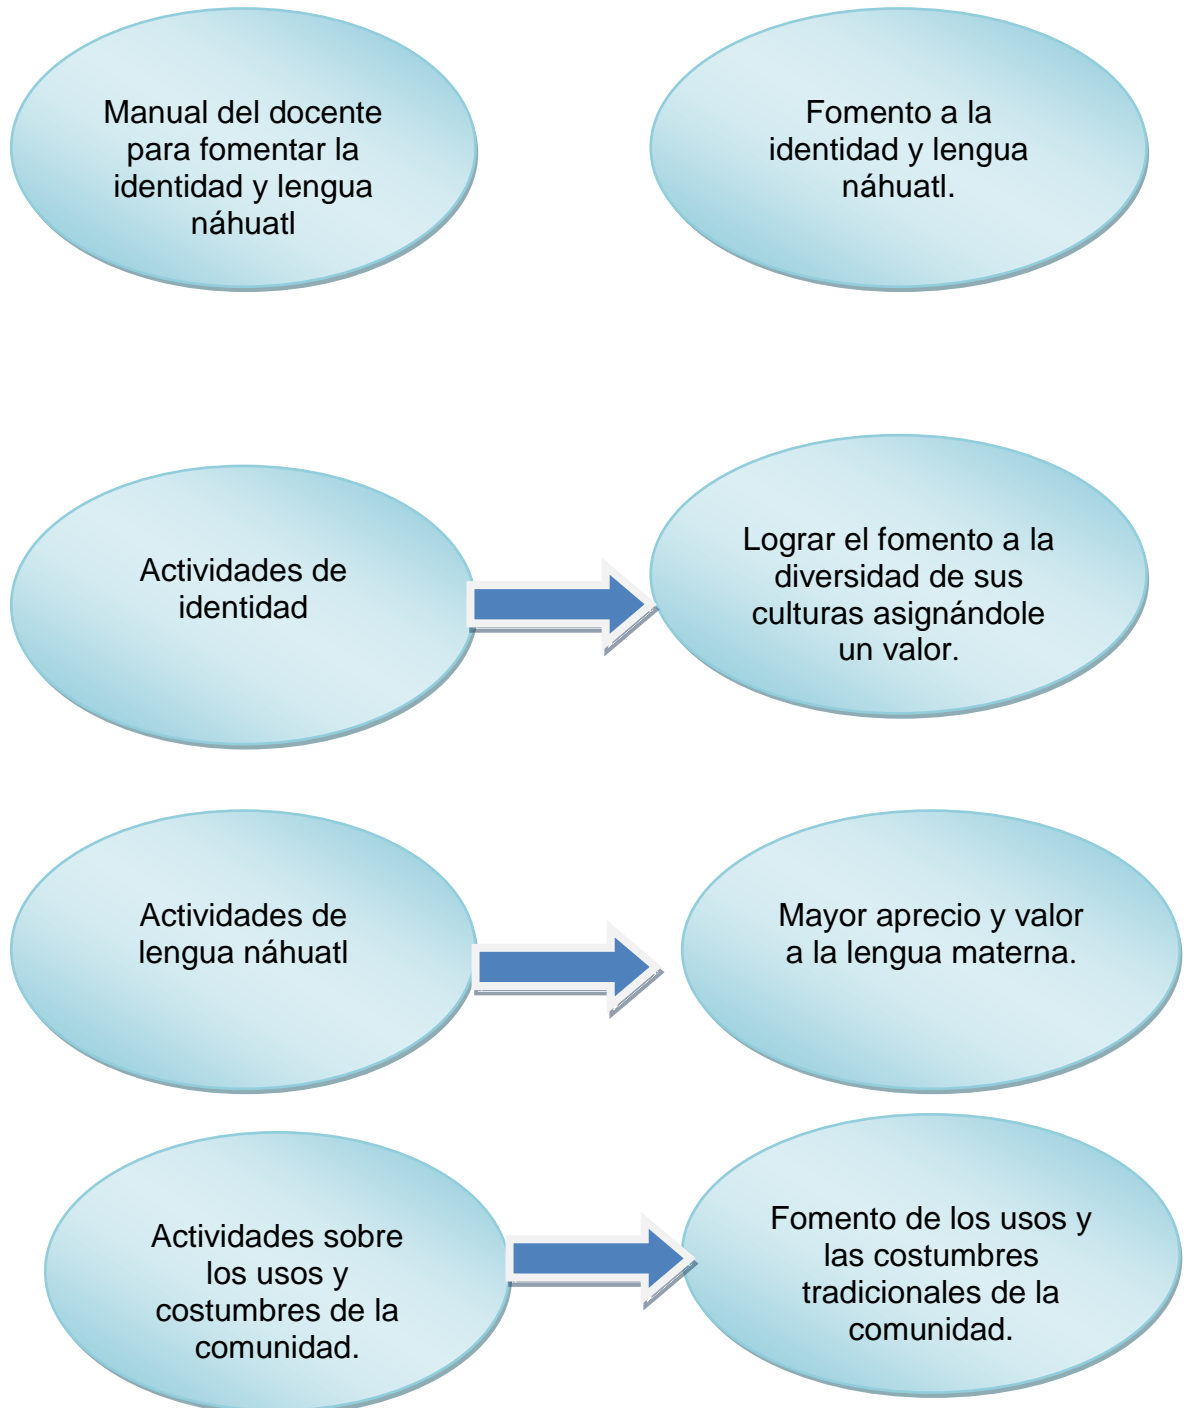 Manual del docente
para fomentar la
identidad y lengua
náhuatl
Fomento a la
identidad y lengua
náhuatl.
Actividades de
identidad
Lograr el fomento a la
diversidad de sus
culturas asignándole
un valor.
Actividades de
lengua náhuatl
Mayor aprecio y valor
a la lengua materna.
Actividades sobre
los usos y
costumbres de la
comunidad.
Fomento de los usos y
las costumbres
tradicionales de la
comunidad.